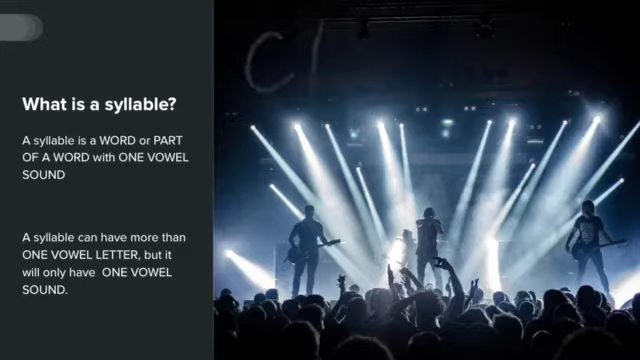 What is a syllable?
A syllable is a WORD or PART
OF A WORD with ONE VOWEL
SOUND
A syllable can have more than
ONE VOWEL LETTER, but it
will only have  ONE VOWEL
SOUND.